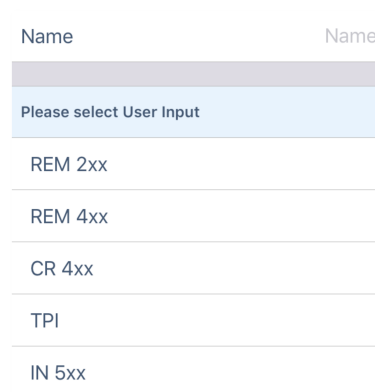 Name Name
Please select User Input
REM 2xx
REM 4xx
CR 4xx
TPI
IN 5xx